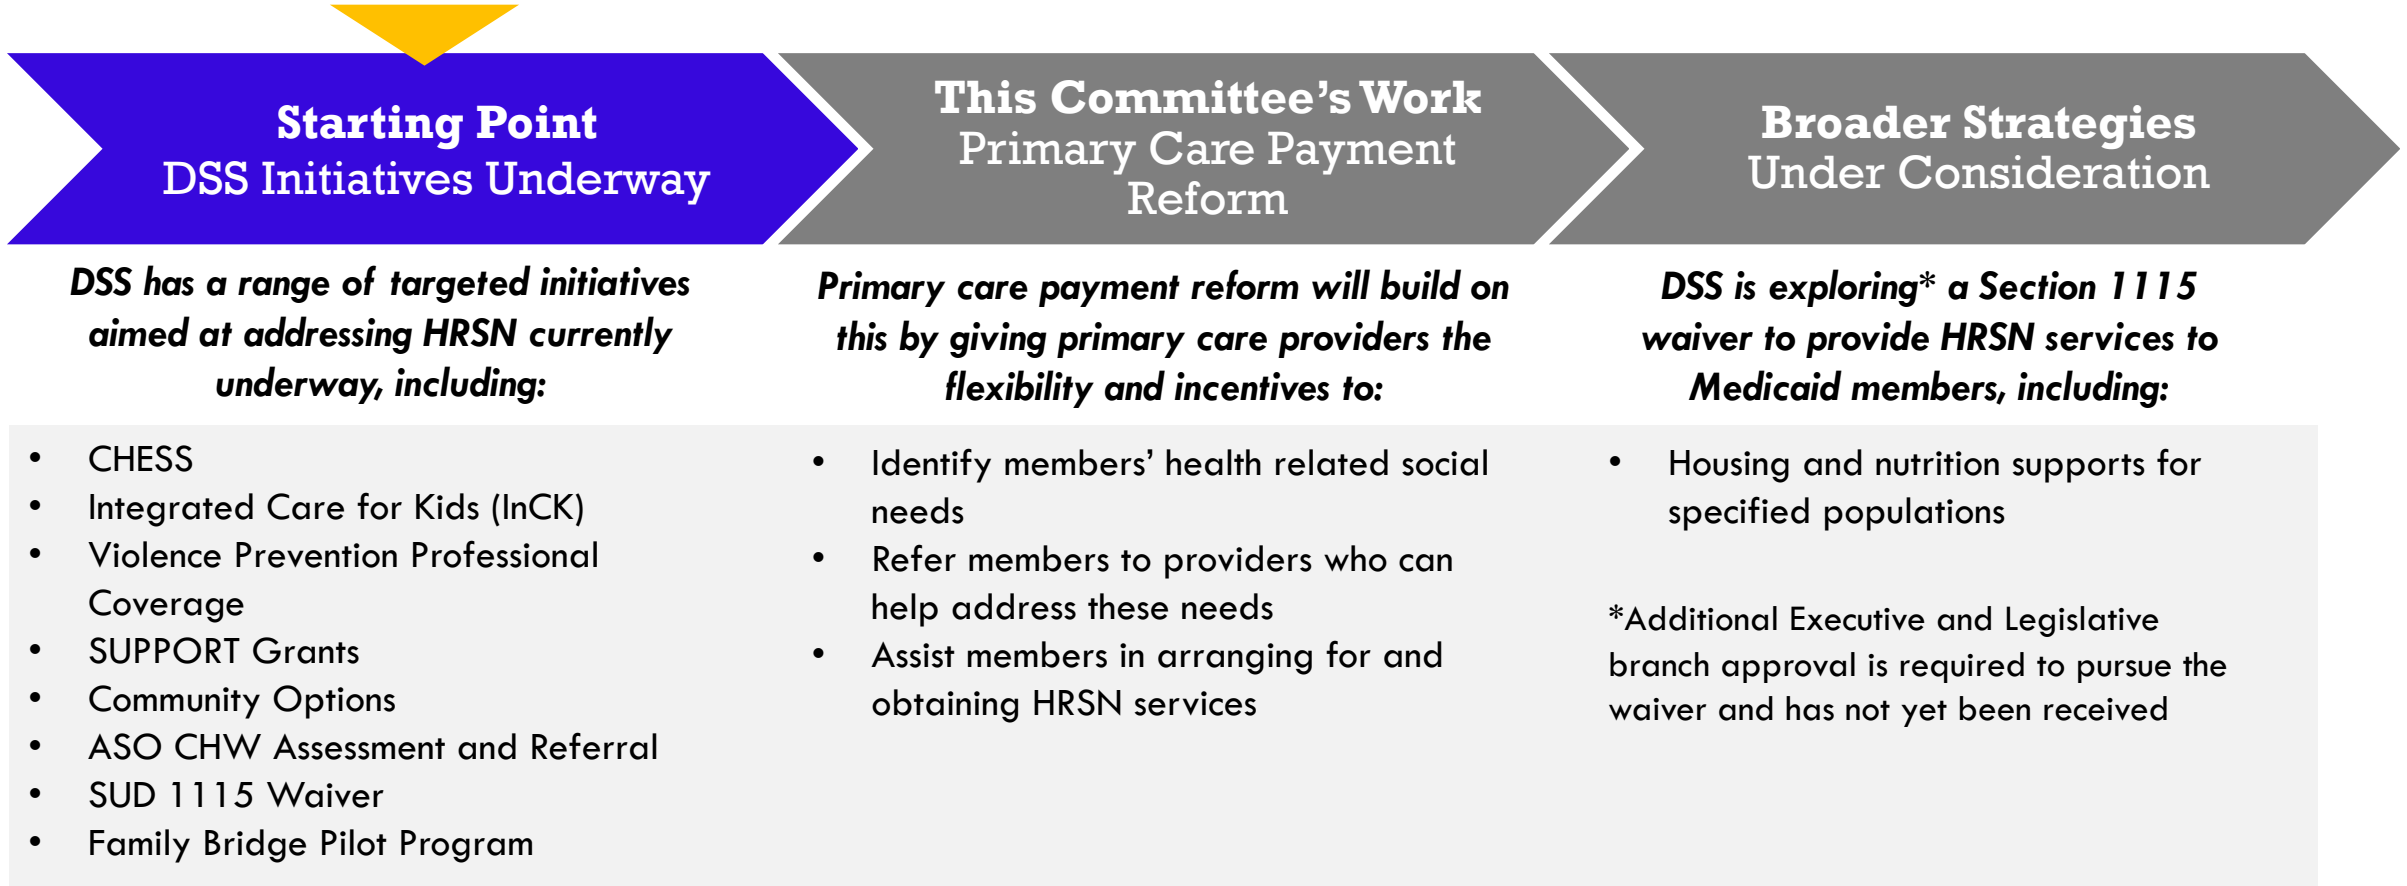 Starting Point
DSS Initiatives Underway
DSS has a range of targeted initiatives
aimed at addressing HRSN currently
underway, including:
• CHESS
• Integrated Care for Kids (InCK)
• Violence Prevention Professional
Coverage
• SUPPORT Grants
• Community Options
• ASO CHW Assessment and Referral
• SUD 1115 Waiver
• Family Bridge Pilot Program
This Committee’s Work
Primary Care Payment
Reform
Primary care payment reform will build on
this by giving primary care providers the
flexibility and incentives to:
• Identify members’ health related social
needs
• Refer members to providers who can
help address these needs
• Assist members in arranging for and
obtaining HRSN services
Broader Strategies
Under Consideration
DSS is exploring* a Section 1115
waiver to provide HRSN services to
Medicaid members, including:
• Housing and nutrition supports for
specified populations
*Additional Executive and Legislative
branch approval is required to pursue the
waiver and has not yet been received